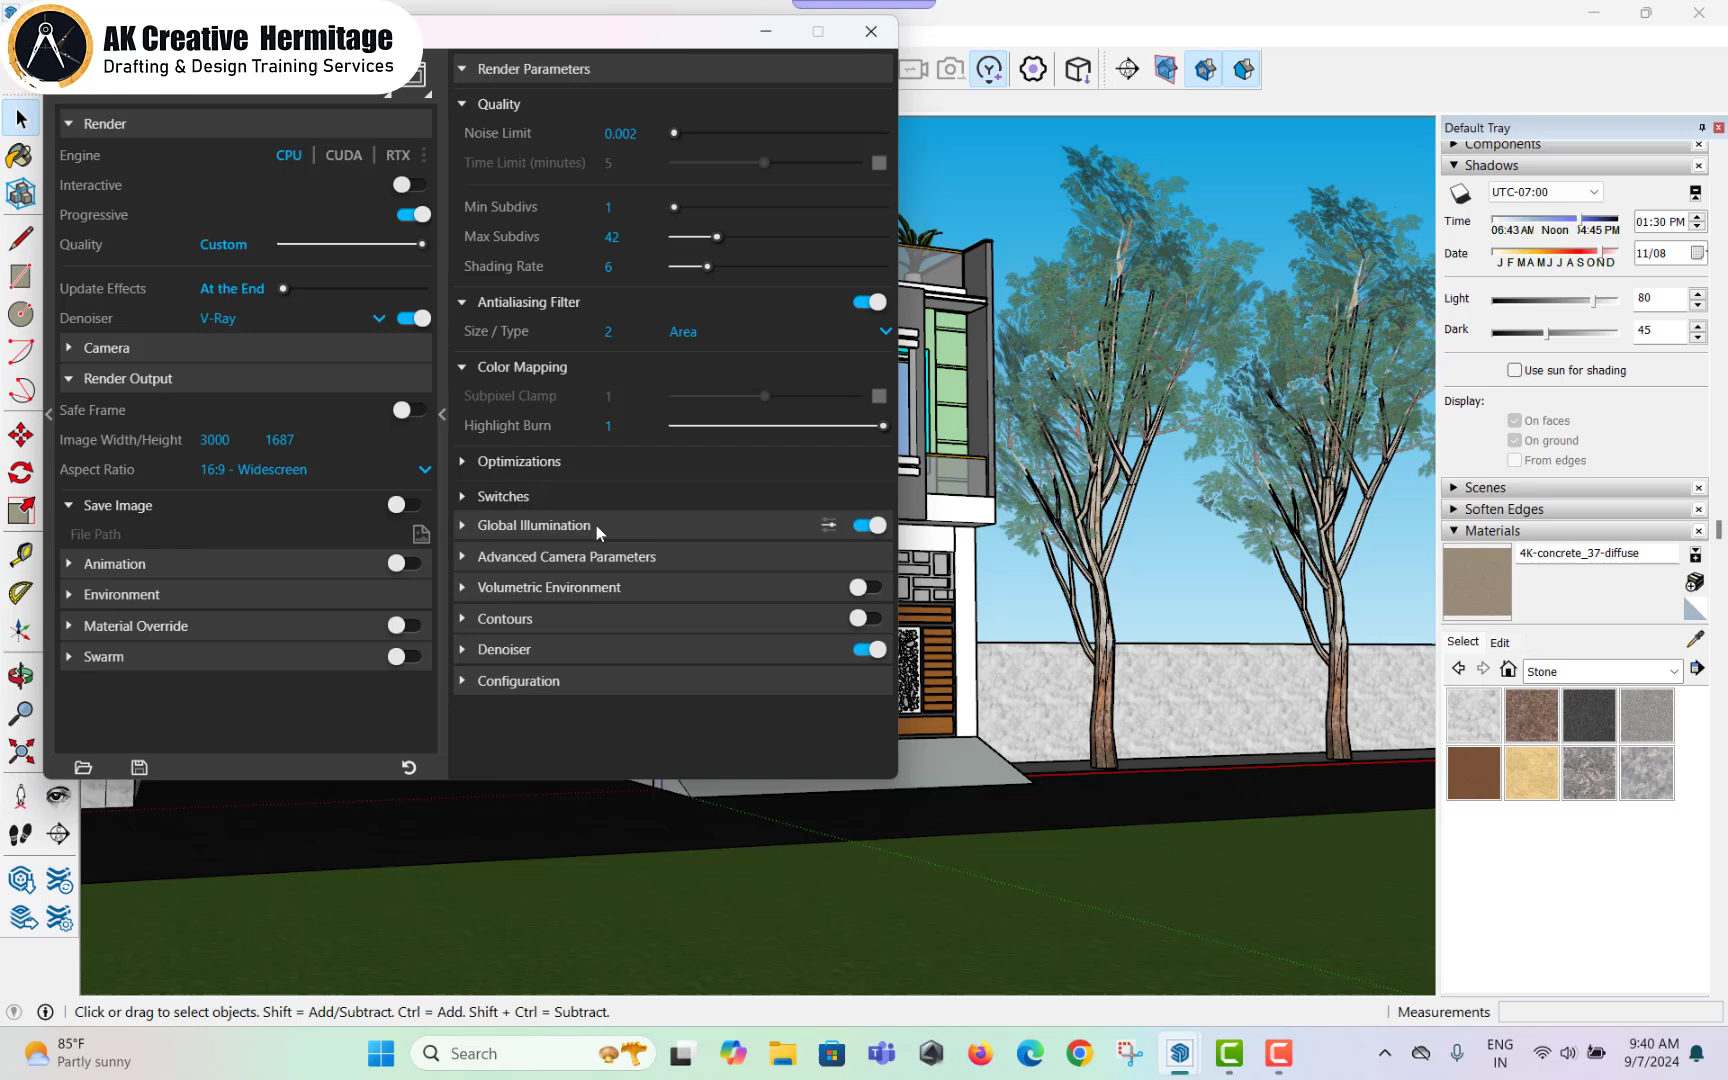 AK Creative Hermitage
Drafting & Design Training Services
Render
Engine CPU CUDA RTX
Interactive
Progressive
Quality Custom
Update Effects At the End
Denoiser V-Ray
Camera
Render Output
Safe Frame
Image Width/Height 3000 1687
Aspect Ratio 16:9 - Widescreen
Save Image
File Path
Animation
Environment
Material Override
Swarm
Render Parameters
Quality
Noise Limit 0.002
Time Limit (minutes) 5
Min Subdivs 1
Max Subdivs 42
Shading Rate 6
Antialiasing Filter
Size / Type 2 Area
Color Mapping
Subpixel Clamp 1
Highlight Burn 1
Optimizations
Switches
Global Illumination
Advanced Camera Parameters
Volumetric Environment
Contours
Denoiser
Configuration
Default Tray
Components
Shadows
UTC-07:00
Time 01:30 PM
06:43 AM Noon 04:45 PM
Date 11/08
J F M A M J J A S O N D
Light 80
Dark 45
Use sun for shading
Display:
On faces
On ground
From edges
Scenes
Soften Edges
Materials
4K-concrete_37-diffuse
Select Edit
Stone
Click or drag to select objects. Shift = Add/Subtract. Ctrl = Add. Shift + Ctrl = Subtract.
Measurements
85°F
Partly sunny
Search
ENG
IN
9:40 AM
9/7/2024